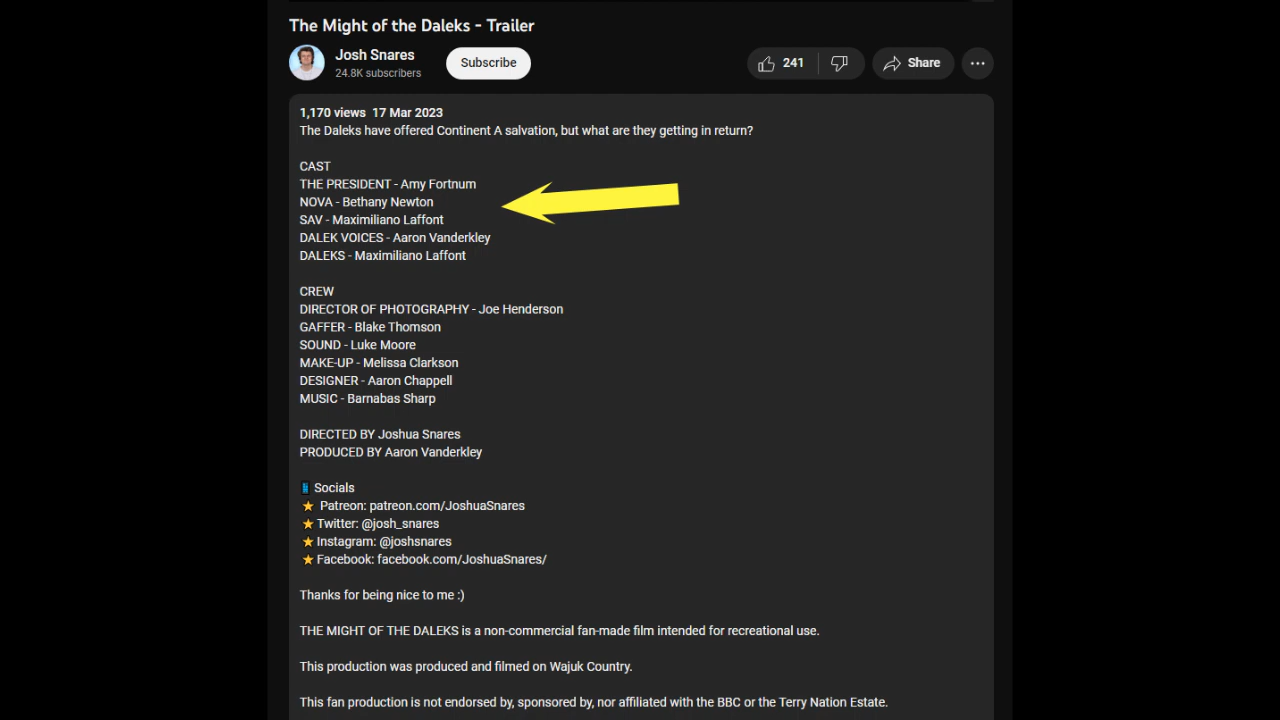 The Might of the Daleks - Trailer
Josh Snares
24.8K subscribers
Subscribe
241
Share
1,170 views 17 Mar 2023
The Daleks have offered Continent A salvation, but what are they getting in return?
CAST
THE PRESIDENT - Amy Fortnum
NOVA - Bethany Newton
SAV - Maximiliano Laffont
DALEK VOICES - Aaron Vanderkley
DALEKS - Maximiliano Laffont
CREW
DIRECTOR OF PHOTOGRAPHY - Joe Henderson
GAFFER - Blake Thomson
SOUND - Luke Moore
MAKE-UP - Melissa Clarkson
DESIGNER - Aaron Chappell
MUSIC - Barnabas Sharp
DIRECTED BY Joshua Snares
PRODUCED BY Aaron Vanderkley
Socials
Patreon: patreon.com/JoshuaSnares
Twitter: @josh_snares
Instagram: @joshsnares
Facebook: facebook.com/JoshuaSnares/
Thanks for being nice to me :)
THE MIGHT OF THE DALEKS is a non-commercial fan-made film intended for recreational use.
This production was produced and filmed on Wajuk Country.
This fan production is not endorsed by, sponsored by, nor affiliated with the BBC or the Terry Nation Estate.